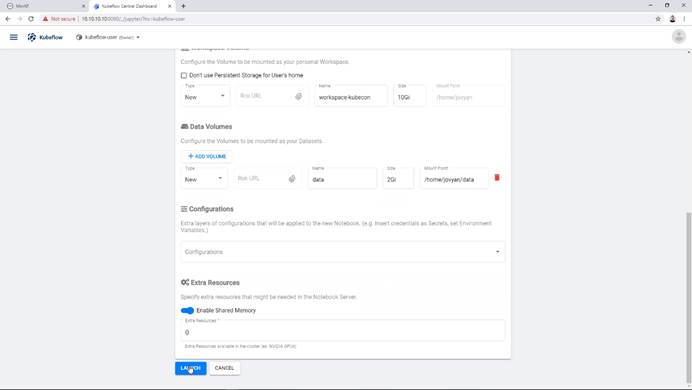 MiniKF
Kubeflow Central Dashboard
Not secure | 10.10.10.10:8080/_/jupyter/?ns=kubeflow-user
Kubeflow
kubeflow-user (Owner)
Workspace Volume
Configure the Volume to be mounted as your personal Workspace.
Don't use Persistent Storage for User's home
Type
New
Rok URL
Name
workspace-kubecon
Size
10Gi
Mount Point
/home/jovyan
Data Volumes
Configure the Volumes to be mounted as your Datasets.
+ ADD VOLUME
Type
New
Rok URL
Name
data
Size
2Gi
Mount Point
/home/jovyan/data
Configurations
Extra layers of configurations that will be applied to the new Notebook. (e.g. Insert credentials as Secrets, set Environment
Variables.)
Configurations
Extra Resources
Specify extra resources that might be needed in the Notebook Server.
Enable Shared Memory
Extra Resources *
{}
Extra Resources available in the cluster (ex. NVIDIA GPUs)
LAUNCH
CANCEL